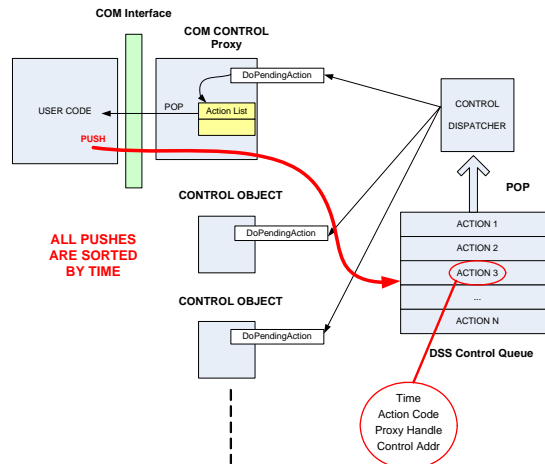 COM Interface
COM CONTROL
Proxy
DoPendingAction
USER CODE
POP
Action List
PUSH
CONTROL
DISPATCHER
POP
CONTROL OBJECT
DoPendingAction
ALL PUSHES
ARE SORTED
BY TIME
ACTION 1
ACTION 2
ACTION 3
...
ACTION N
CONTROL OBJECT
DoPendingAction
DSS Control Queue
Time
Action Code
Proxy Handle
Control Addr